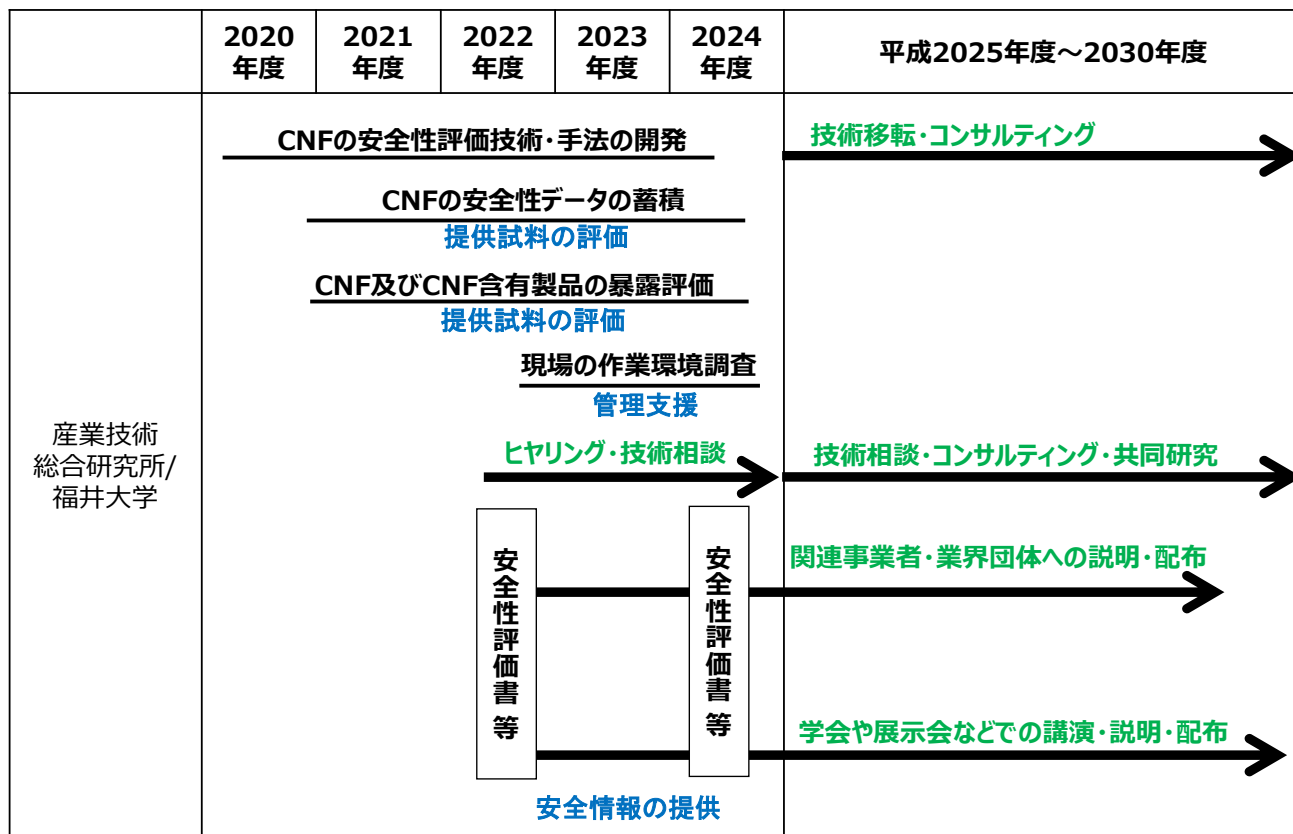 2020
年度
2021
年度
2022
年度
2023
年度
2024
年度
平成2025年度～2030年度
産業技術
総合研究所/
福井大学
CNFの安全性評価技術・手法の開発
技術移転・コンサルティング
CNFの安全性データの蓄積
提供試料の評価
CNF及びCNF含有製品の暴露評価
提供試料の評価
現場の作業環境調査
管理支援
ヒヤリング・技術相談
技術相談・コンサルティング・共同研究
安全性評価書 等
安全性評価書 等
関連事業者・業界団体への説明・配布
学会や展示会などでの講演・説明・配布
安全情報の提供